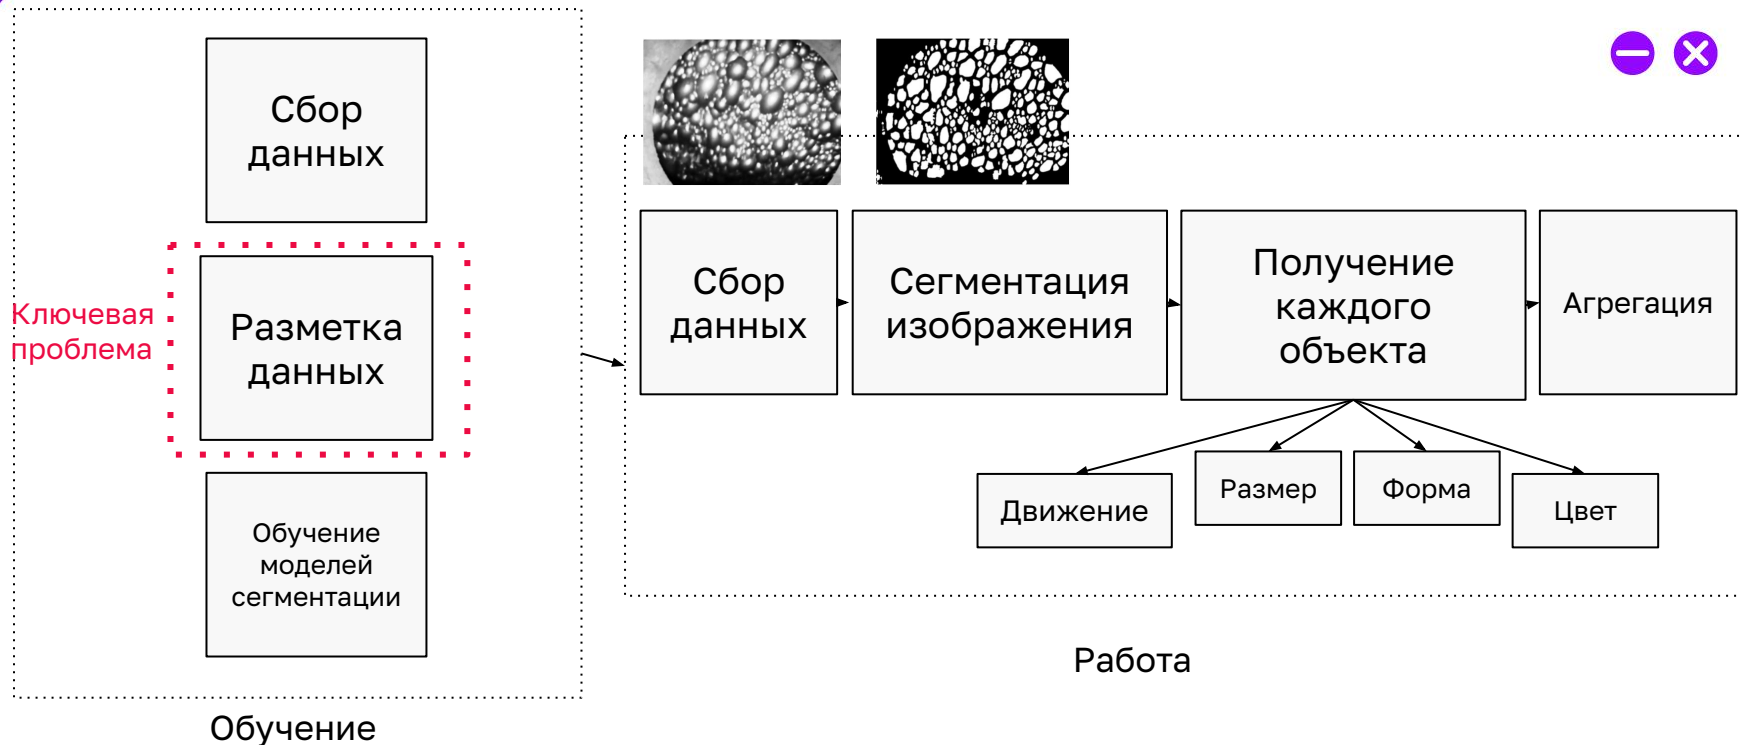 Сбор
данных
Ключевая
проблема
Разметка
данных
Обучение
моделей
сегментации
Обучение
Сбор
данных
Сегментация
изображения
Получение
каждого
объекта
Агрегация
Движение
Размер
Форма
Цвет
Работа